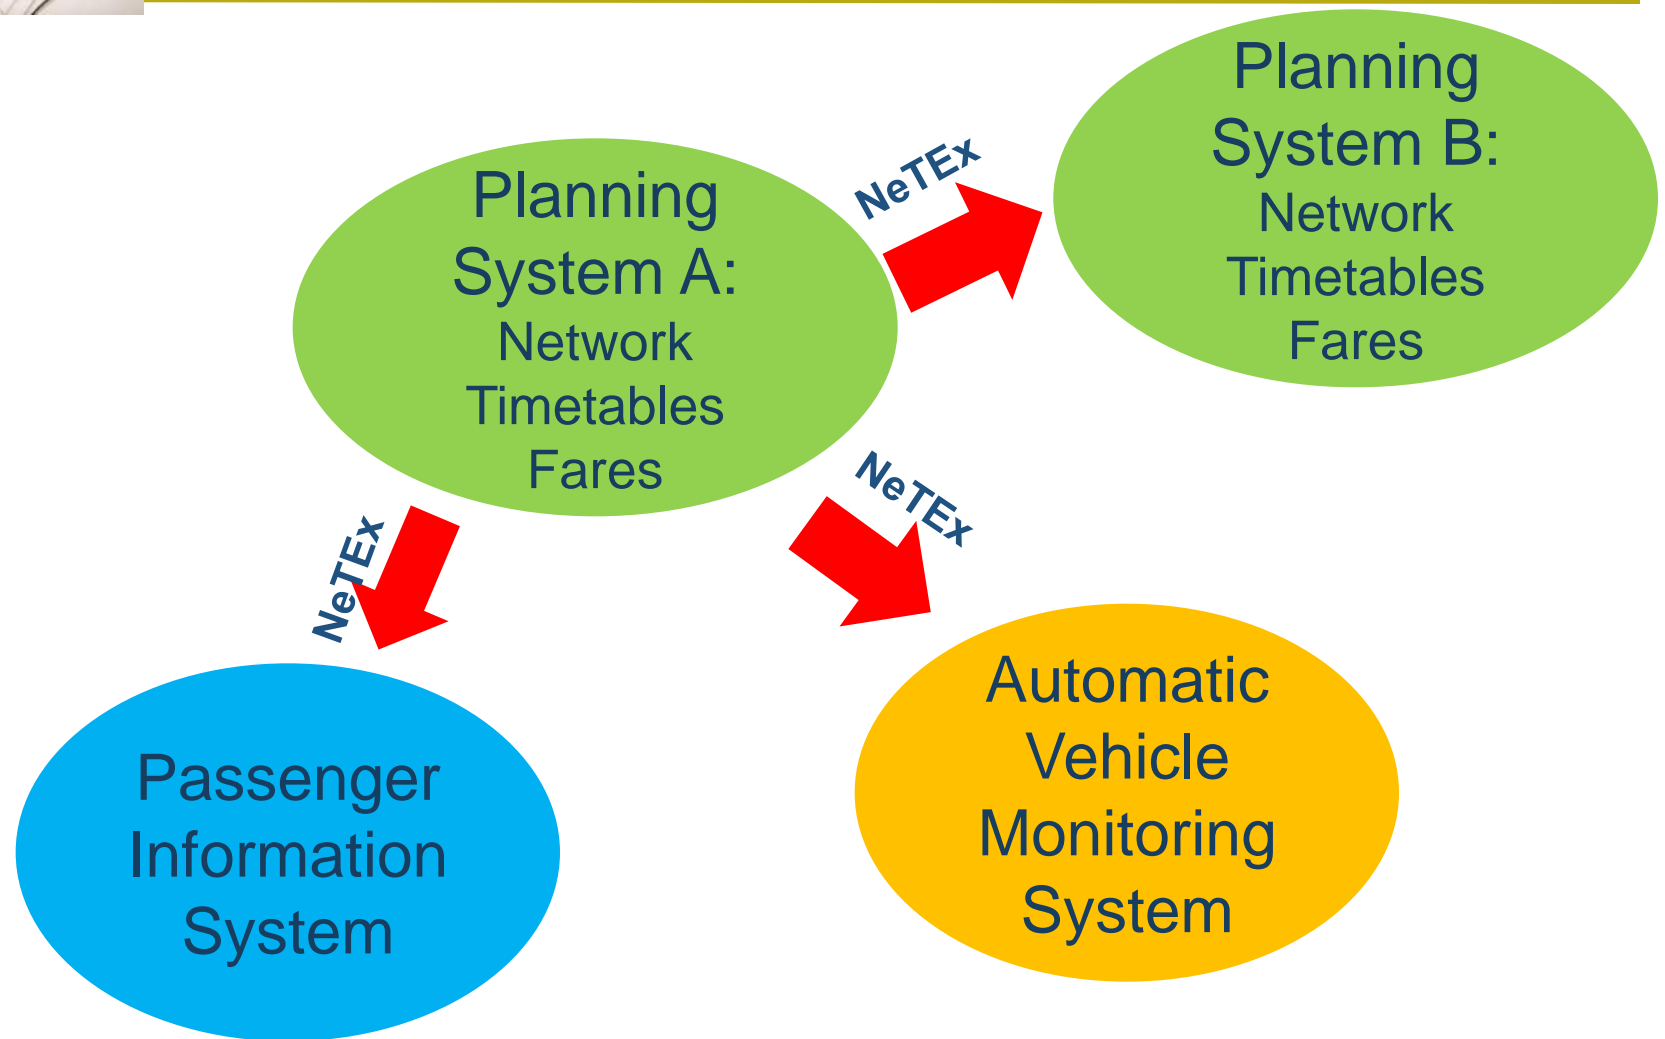 Planning
System B:
Network
Timetables
Fares
NeTEx
Planning
System A:
Network
Timetables
Fares
NeTEx
NeTEx
Passenger
Information
System
Automatic
Vehicle
Monitoring
System